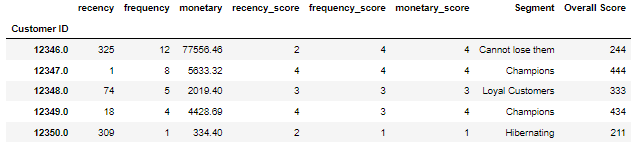 recency frequency monetary recency_score frequency_score monetary_score Segment Overall Score
Customer ID
12346.0 325 12 77556.46 2 4 4 Cannot lose them 244
12347.0 1 8 5633.32 4 4 4 Champions 444
12348.0 74 5 2019.40 3 3 3 Loyal Customers 333
12349.0 18 4 4428.69 4 3 4 Champions 434
12350.0 309 1 334.40 2 1 1 Hibernating 211